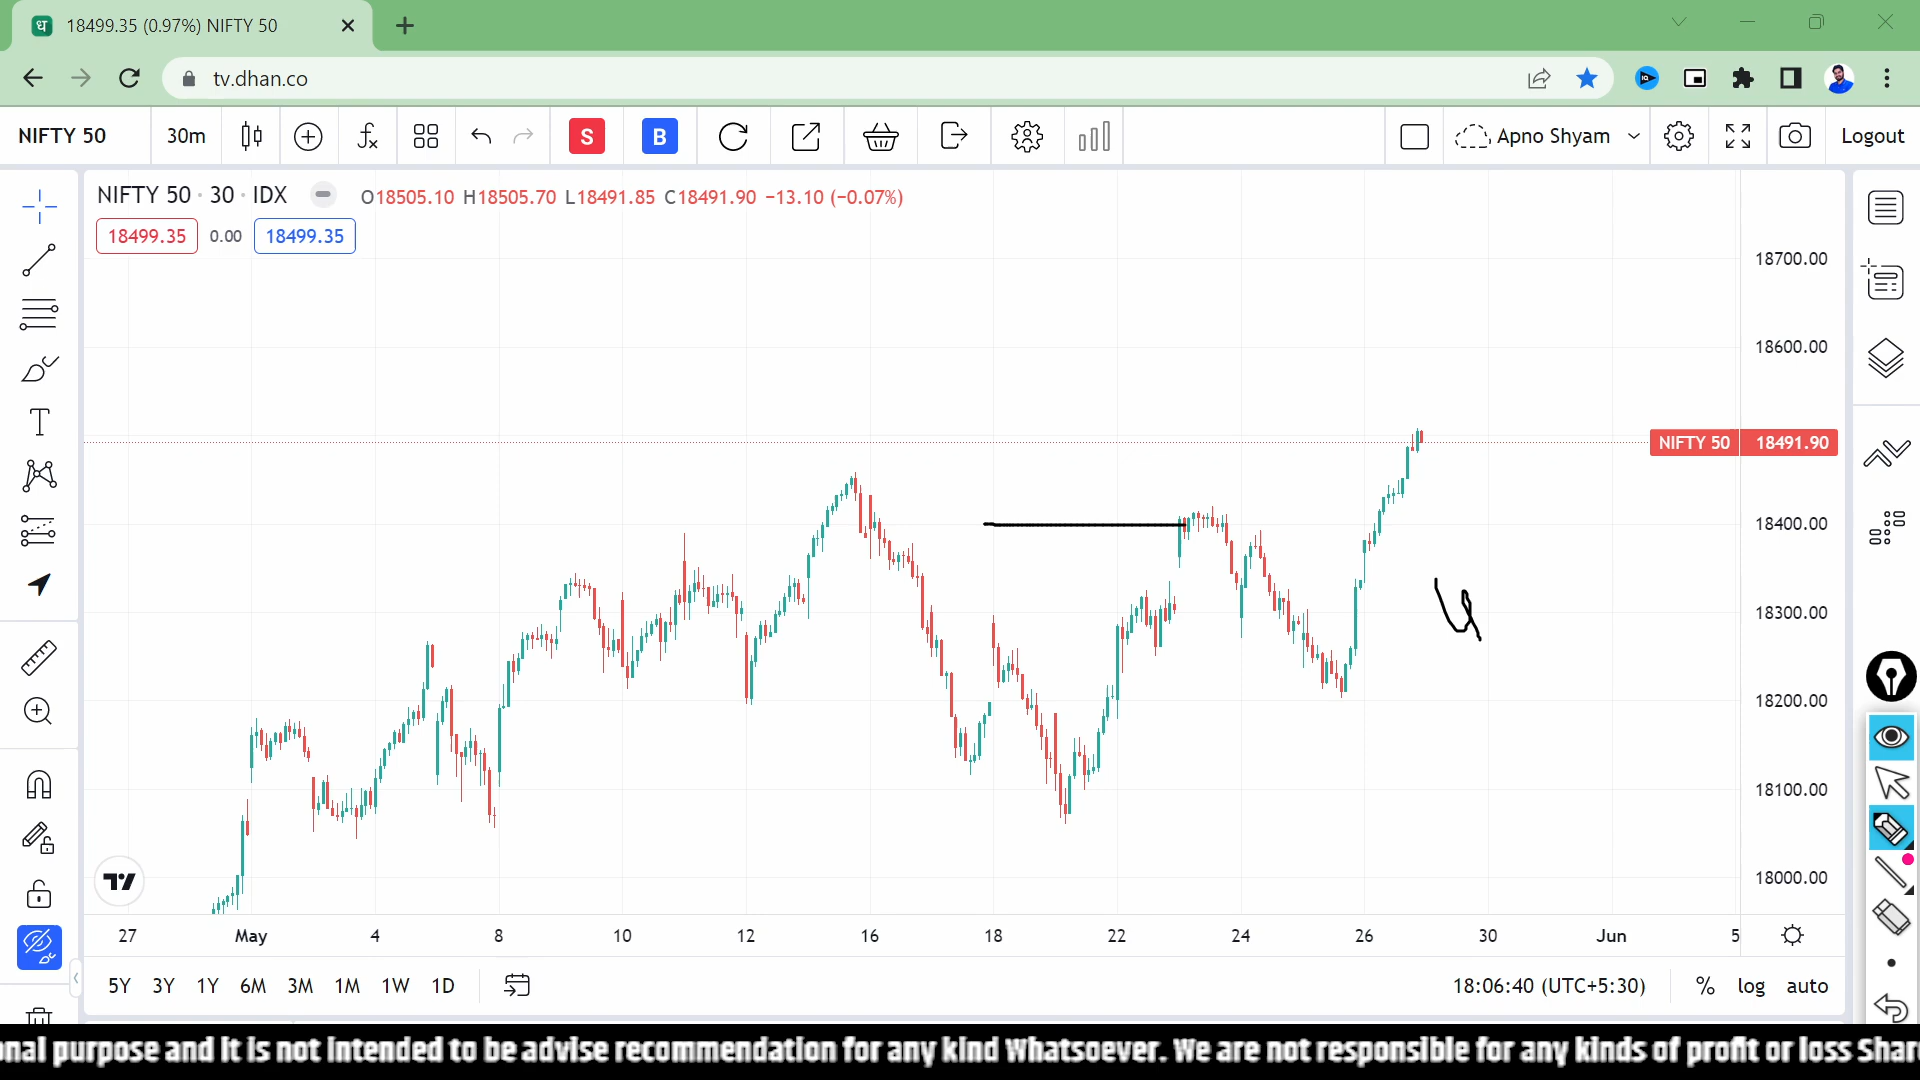 ध 18499.35 (0.97%) NIFTY 50
tv.dhan.co
NIFTY 50 30m S B Apno Shyam Logout
NIFTY 50 · 30 · IDX O18505.10 H18505.70 L18491.85 C18491.90 −13.10 (−0.07%)
18499.35 0.00 18499.35
18700.00
18600.00
NIFTY 50 18491.90
18400.00
18300.00
18200.00
18100.00
18000.00
27 May 4 8 10 12 16 18 22 24 26 30 Jun 5
5Y 3Y 1Y 6M 3M 1M 1W 1D 18:06:40 (UTC+5:30) % log auto
onal purpose and it is not intended to be advise recommendation for any kind Whatsoever. We are not responsible for any kinds of profit or loss Shar